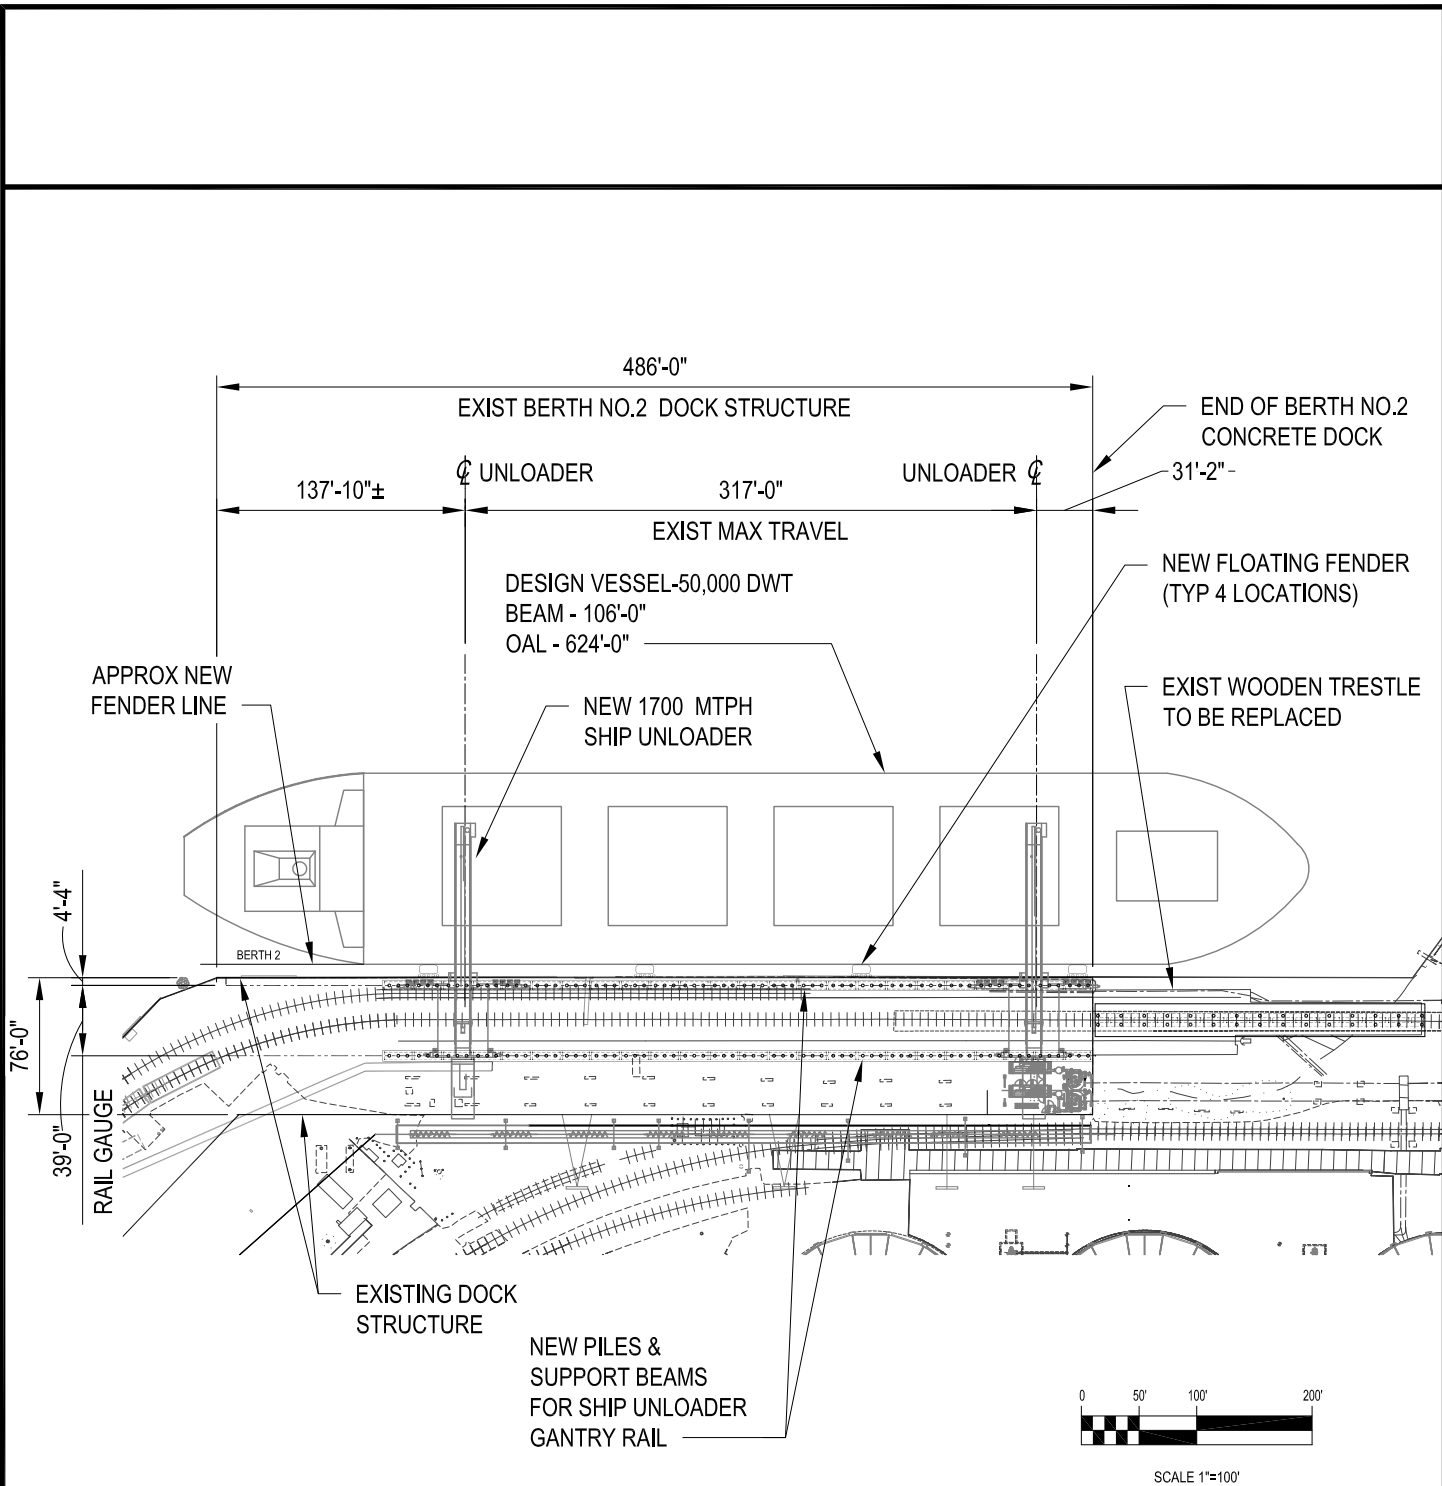 486'-0"
EXIST BERTH NO.2 DOCK STRUCTURE
END OF BERTH NO.2
CONCRETE DOCK
℄ UNLOADER
UNLOADER ℄
31'-2"
137'-10"±
317'-0"
EXIST MAX TRAVEL
NEW FLOATING FENDER
(TYP 4 LOCATIONS)
DESIGN VESSEL-50,000 DWT
BEAM - 106'-0"
OAL - 624'-0"
APPROX NEW
FENDER LINE
NEW 1700 MTPH
SHIP UNLOADER
EXIST WOODEN TRESTLE
TO BE REPLACED
4'-4"
BERTH 2
76'-0"
39'-0"
RAIL GAUGE
EXISTING DOCK
STRUCTURE
NEW PILES &
SUPPORT BEAMS
FOR SHIP UNLOADER
GANTRY RAIL
0 50' 100' 200'
SCALE 1"=100'